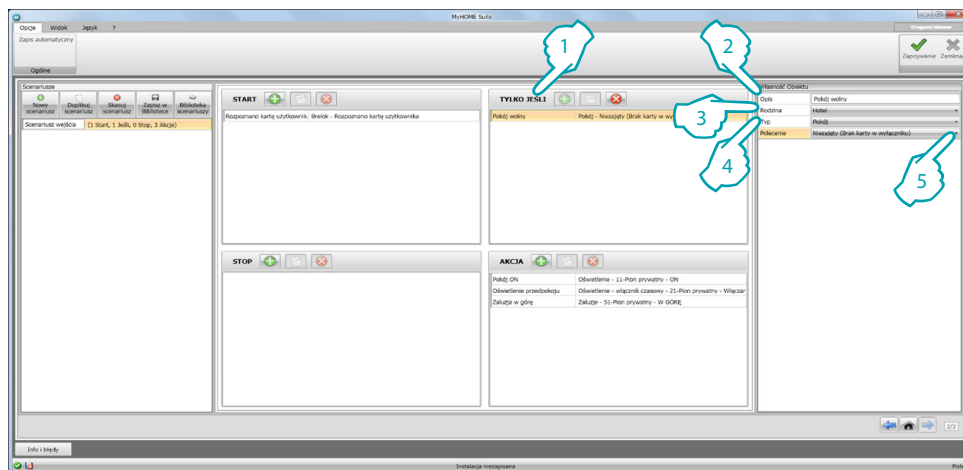 MyHOME Suite
Opcje Widok Język ?
Zapis automatyczny
Ogólne
Zapisywanie Zamknij
Scenariusze
Nowy scenariusz
Duplikuj scenariusz
Skasuj scenariusz
Zapisz w Bibliotece
Biblioteka scenariuszy
Scenariusz wejścia (1 Start, 1 Jeśli, 0 Stop, 3 Akcje)
START
Rozpoznano kartę użytkownik Breiok - Rozpoznano kartę użytkownika
TYLKO JEŚLI
Pokój wolny Pokój - Niezajęty (Brak karty w wy
STOP
AKCJA
Pokój ON Oświetlenie - 11-Pion prywatny - ON
Oświetlenie przedpokoju Oświetlenie - włącznik czasowy - 21-Pion prywatny - Włączan
Żaluzja w górę Żaluzje - 51-Pion prywatny - W GÓRĘ
Własność Obiektu
Opis Pokój wolny
Rodzina Hotel
Typ Pokój
Polecenie Niezajęty (Brak karty w wyłączniku)
1
2
3
4
5
2/2
Info i błędy
Instalacja niezapisana